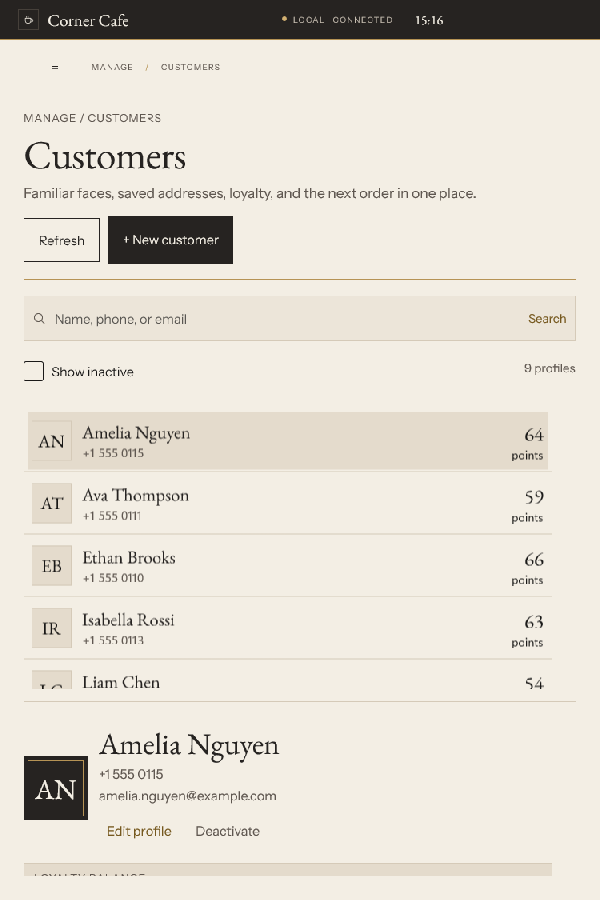 Corner Cafe
LOCAL CONNECTED 15:16
MANAGE / CUSTOMERS
MANAGE / CUSTOMERS
Customers
Familiar faces, saved addresses, loyalty, and the next order in one place.
Refresh
+ New customer
Name, phone, or email
Search
Show inactive
9 profiles
AN
Amelia Nguyen
+1 555 0115
64
points
AT
Ava Thompson
+1 555 0111
59
points
EB
Ethan Brooks
+1 555 0110
66
points
IR
Isabella Rossi
+1 555 0113
63
points
LC
Liam Chen
54
AN
Amelia Nguyen
+1 555 0115
amelia.nguyen@example.com
Edit profile
Deactivate
LOYALTY BALANCE